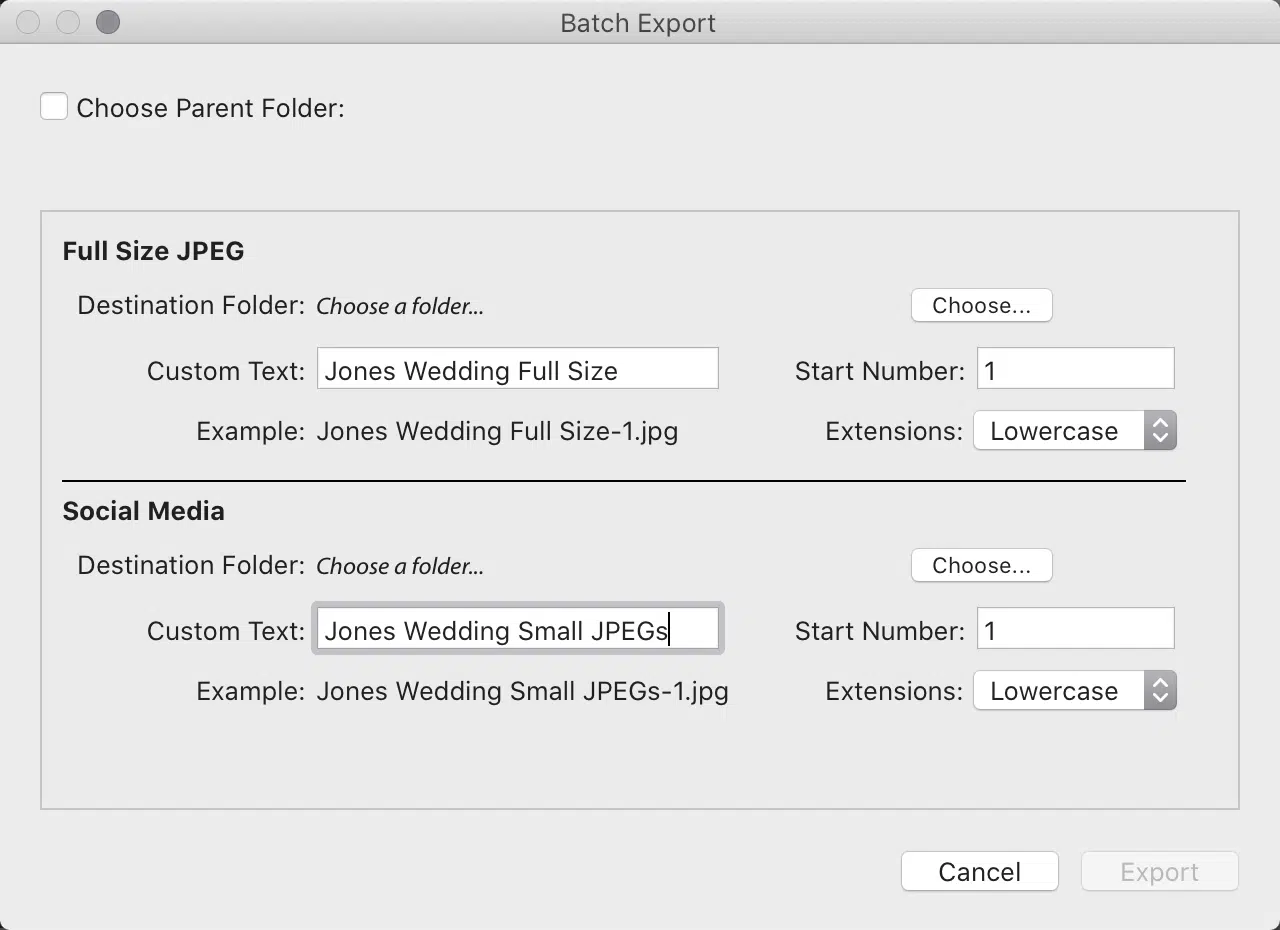 Batch Export
Choose Parent Folder:
Full Size JPEG
Destination Folder: Choose a folder... Choose...
Custom Text: Jones Wedding Full Size Start Number: 1
Example: Jones Wedding Full Size-1.jpg Extensions: Lowercase
Social Media
Destination Folder: Choose a folder... Choose...
Custom Text: Jones Wedding Small JPEGs Start Number: 1
Example: Jones Wedding Small JPEGs-1.jpg Extensions: Lowercase
Cancel Export